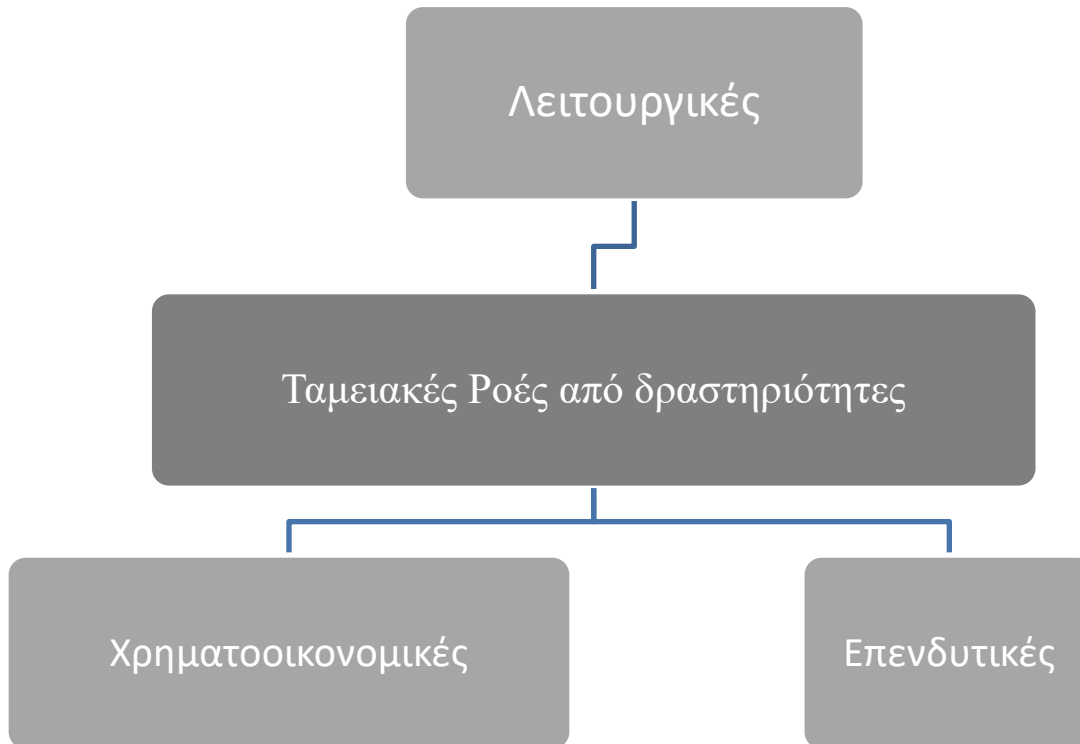 Λειτουργικές
Ταμειακές Ροές από δραστηριότητες
Χρηματοοικονομικές
Επενδυτικές